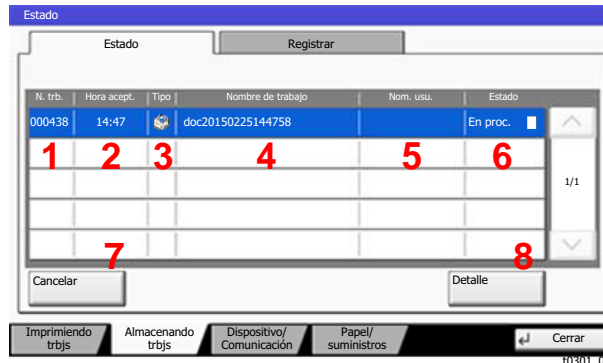 Estado
Estado Registrar
N. trb. Hora acept. Tipo Nombre de trabajo Nom. usu. Estado
000438 14:47 doc20150225144758 En proc.
1 2 3 4 5 6
1/1
7 8
Cancelar Detalle
Imprimiendo trbjs Almacenando trbjs Dispositivo/ Comunicación Papel/ suministros Cerrar